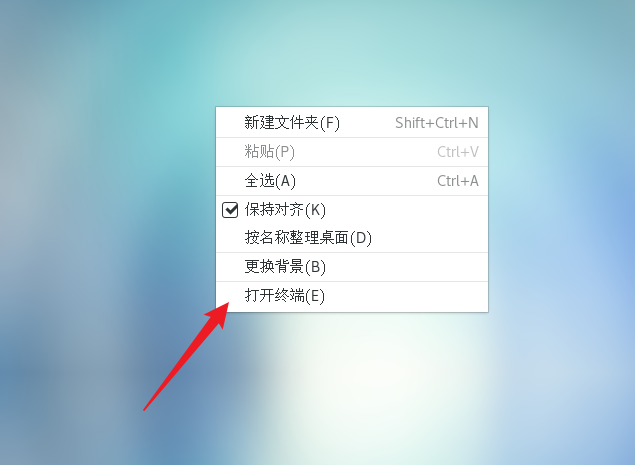 新建文件夹(F) Shift+Ctrl+N
粘贴(P) Ctrl+V
全选(A) Ctrl+A
保持对齐(K)
按名称整理桌面(D)
更换背景(B)
打开终端(E)